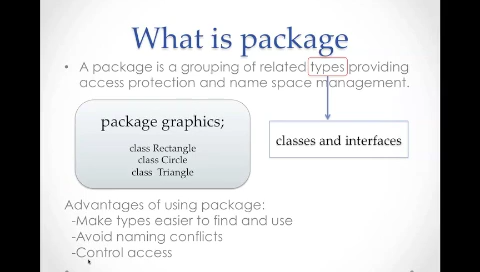 What is package
• A package is a grouping of related types providing
access protection and name space management.
package graphics;
class Rectangle
class Circle
class Triangle
classes and interfaces
Advantages of using package:
-Make types easier to find and use
-Avoid naming conflicts
-Control access